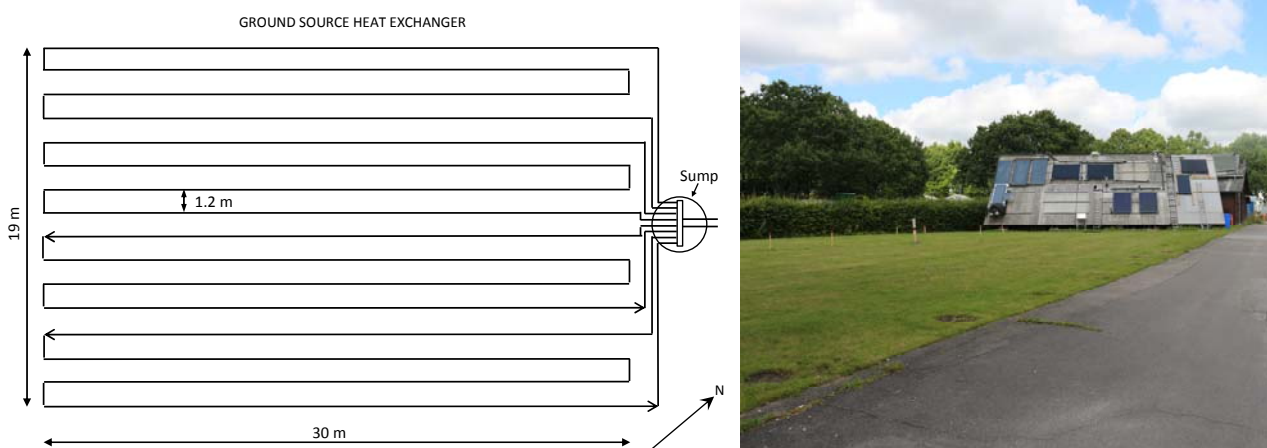 GROUND SOURCE HEAT EXCHANGER
Sump
1.2 m
19 m
N
30 m